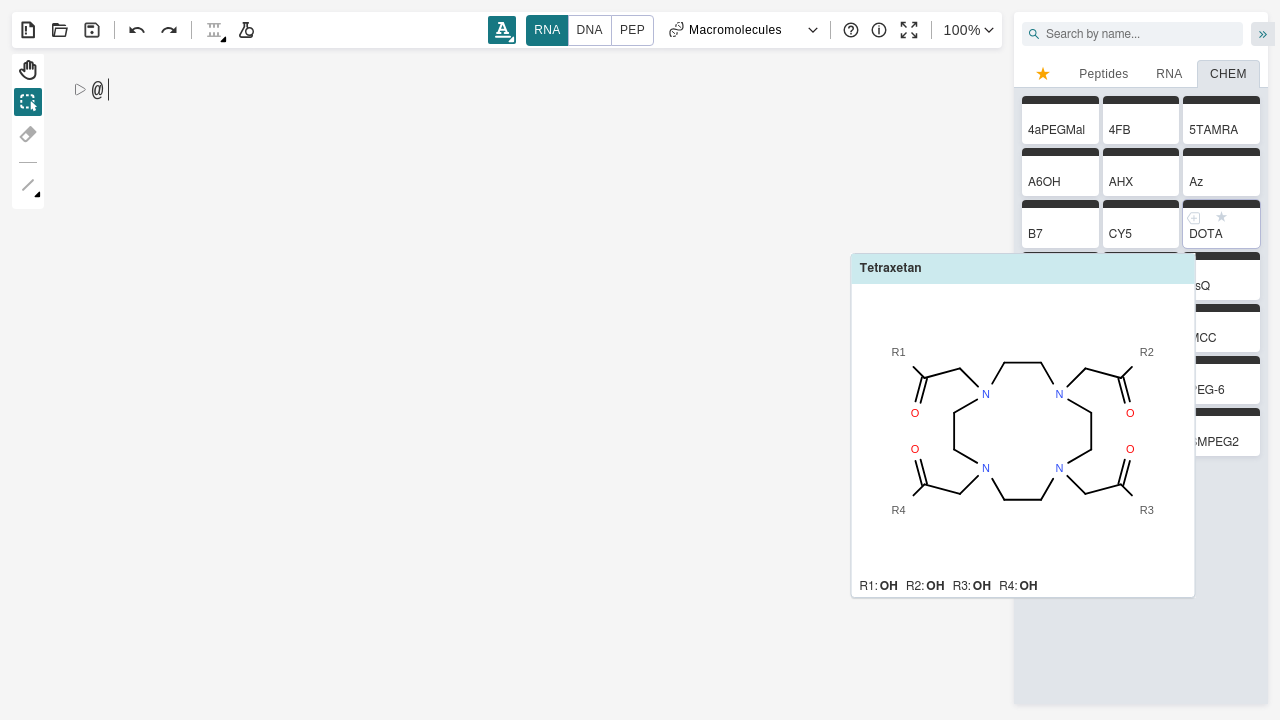 RNA DNA PEP Macromolecules 100%
Search by name...
Peptides RNA CHEM
@
4aPEGMal 4FB 5TAMRA
A6OH AHX Az
B7 CY5 DOTA
Tetraxetan
sQ
MCC
PEG-6
SMPEG2
R1 R2
N N
O O
O O
N N
R4 R3
R1: OH R2: OH R3: OH R4: OH